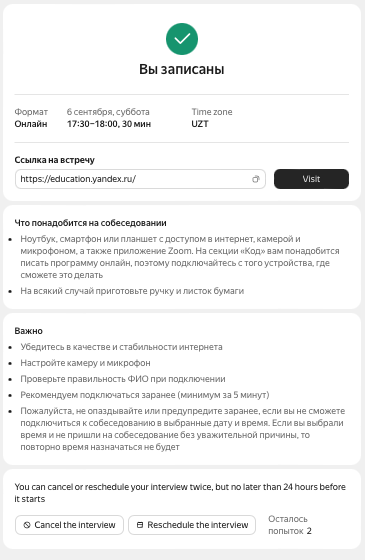 Вы записаны
Формат 6 сентября, суббота Time zone
Онлайн 17:30–18:00, 30 мин UZT
Ссылка на встречу
https://education.yandex.ru/ Visit
Что понадобится на собеседовании
• Ноутбук, смартфон или планшет с доступом в интернет, камерой и
микрофоном, а также приложение Zoom. На секции «Код» вам понадобится
писать программу онлайн, поэтому подключайтесь с того устройства, где
сможете это делать
• На всякий случай приготовьте ручку и листок бумаги
Важно
• Убедитесь в качестве и стабильности интернета
• Настройте камеру и микрофон
• Проверьте правильность ФИО при подключении
• Рекомендуем подключаться заранее (минимум за 5 минут)
• Пожалуйста, не опаздывайте или предупредите заранее, если вы не сможете
подключиться к собеседованию в выбранные дату и время. Если вы выбрали
время и не пришли на собеседование без уважительной причины, то
повторно время назначаться не будет
You can cancel or reschedule your interview twice, but no later than 24 hours before
it starts
Cancel the interview Reschedule the interview Осталось
попыток 2